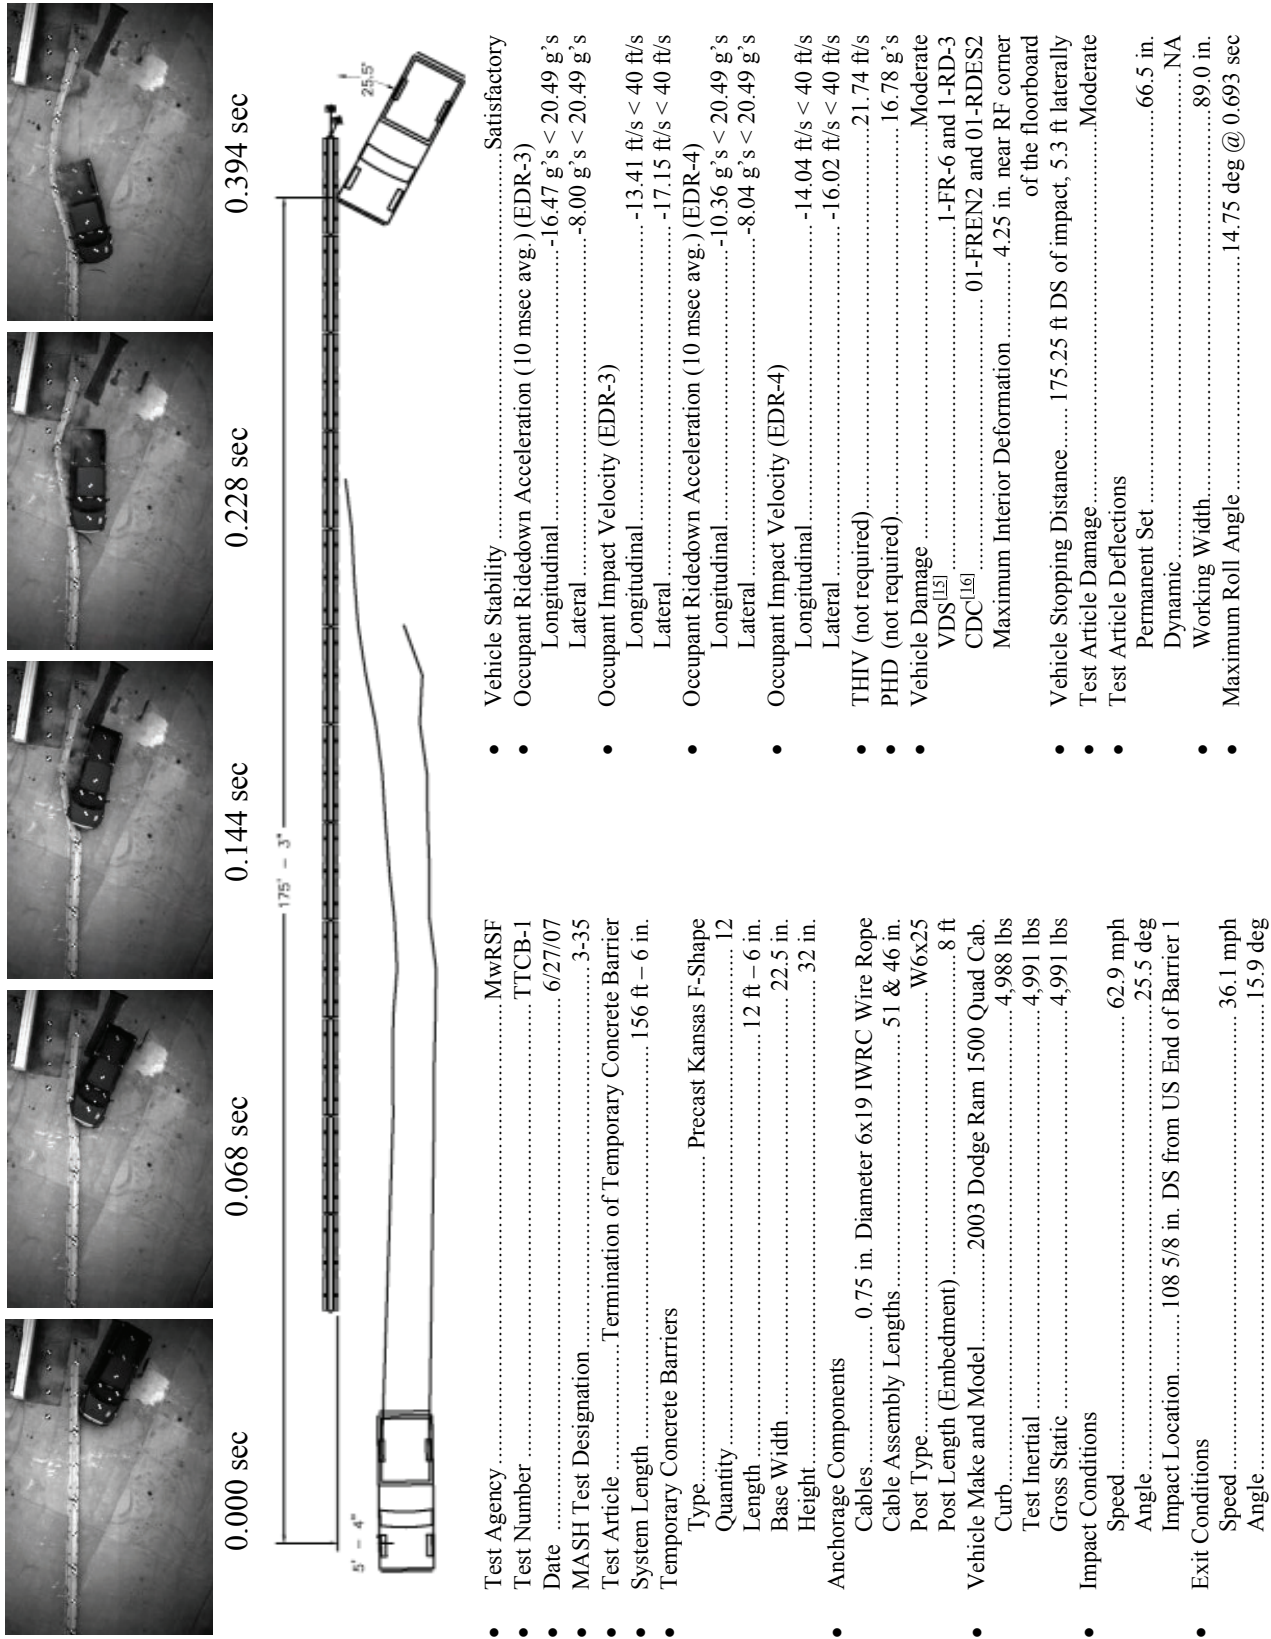 0.000 sec
0.068 sec
0.144 sec
0.228 sec
0.394 sec
175' – 3"
5' – 4"
25.5°
• Test Agency..........MwRSF
• Test Number..........TTCB-1
• Date..........6/27/07
• MASH Test Designation..........3-35
• Test Article..........Termination of Temporary Concrete Barrier
• System Length..........156 ft – 6 in.
• Temporary Concrete Barriers
Type..........Precast Kansas F-Shape
Quantity..........12
Length..........12 ft – 6 in.
Base Width..........22.5 in.
Height..........32 in.
• Anchorage Components
Cables..........0.75 in. Diameter 6x19 IWRC Wire Rope
Cable Assembly Lengths..........51 & 46 in.
Post Type..........W6x25
Post Length (Embedment)..........8 ft
• Vehicle Make and Model..........2003 Dodge Ram 1500 Quad Cab.
Curb..........4,988 lbs
Test Inertial..........4,991 lbs
Gross Static..........4,991 lbs
• Impact Conditions
Speed..........62.9 mph
Angle..........25.5 deg
Impact Location..........108 5/8 in. DS from US End of Barrier 1
• Exit Conditions
Speed..........36.1 mph
Angle..........15.9 deg
• Vehicle Stability..........Satisfactory
• Occupant Ridedown Acceleration (10 msec avg.) (EDR-3)
Longitudinal..........-16.47 g's < 20.49 g's
Lateral..........-8.00 g's < 20.49 g's
• Occupant Impact Velocity (EDR-3)
Longitudinal..........-13.41 ft/s < 40 ft/s
Lateral..........-17.15 ft/s < 40 ft/s
• Occupant Ridedown Acceleration (10 msec avg.) (EDR-4)
Longitudinal..........-10.36 g's < 20.49 g's
Lateral..........-8.04 g's < 20.49 g's
• Occupant Impact Velocity (EDR-4)
Longitudinal..........-14.04 ft/s < 40 ft/s
Lateral..........-16.02 ft/s < 40 ft/s
• THIV (not required)..........21.74 ft/s
• PHD (not required)..........16.78 g's
• Vehicle Damage..........Moderate
VDS[15]..........1-FR-6 and 1-RD-3
CDC[16]..........01-FREN2 and 01-RDES2
Maximum Interior Deformation..........4.25 in. near RF corner
of the floorboard
• Vehicle Stopping Distance..........175.25 ft DS of impact, 5.3 ft laterally
• Test Article Damage..........Moderate
• Test Article Deflections
Permanent Set..........66.5 in.
Dynamic..........NA
• Working Width..........89.0 in.
• Maximum Roll Angle..........14.75 deg @ 0.693 sec